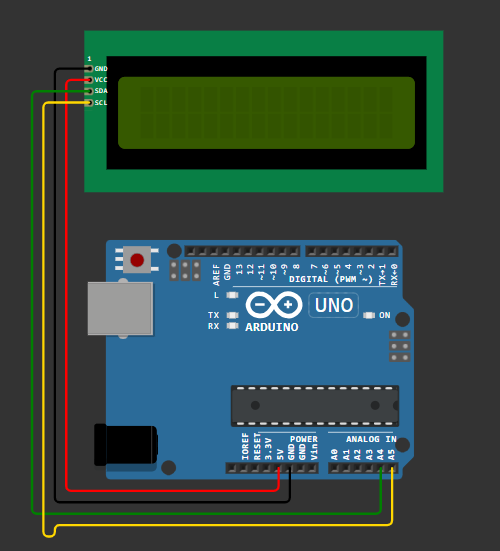 1
GND
VCC
SDA
SCL
AREF
GND
13
12
~11
~10
~9
8
7
~6
~5
4
~3
2
TX→1
RX←0
DIGITAL (PWM ~)
L
TX
RX
UNO
ON
ARDUINO
POWER
ANALOG IN
IOREF
RESET
3.3V
5V
GND
GND
Vin
A0
A1
A2
A3
A4
A5